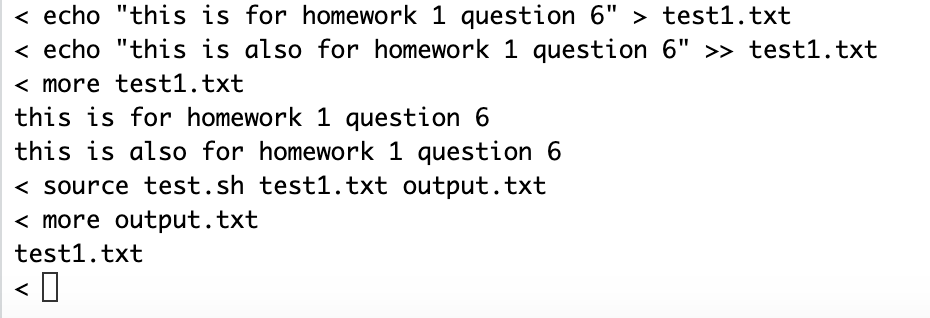 < echo "this is for homework 1 question 6" > test1.txt
< echo "this is also for homework 1 question 6" >> test1.txt
< more test1.txt
this is for homework 1 question 6
this is also for homework 1 question 6
< source test.sh test1.txt output.txt
< more output.txt
test1.txt
<